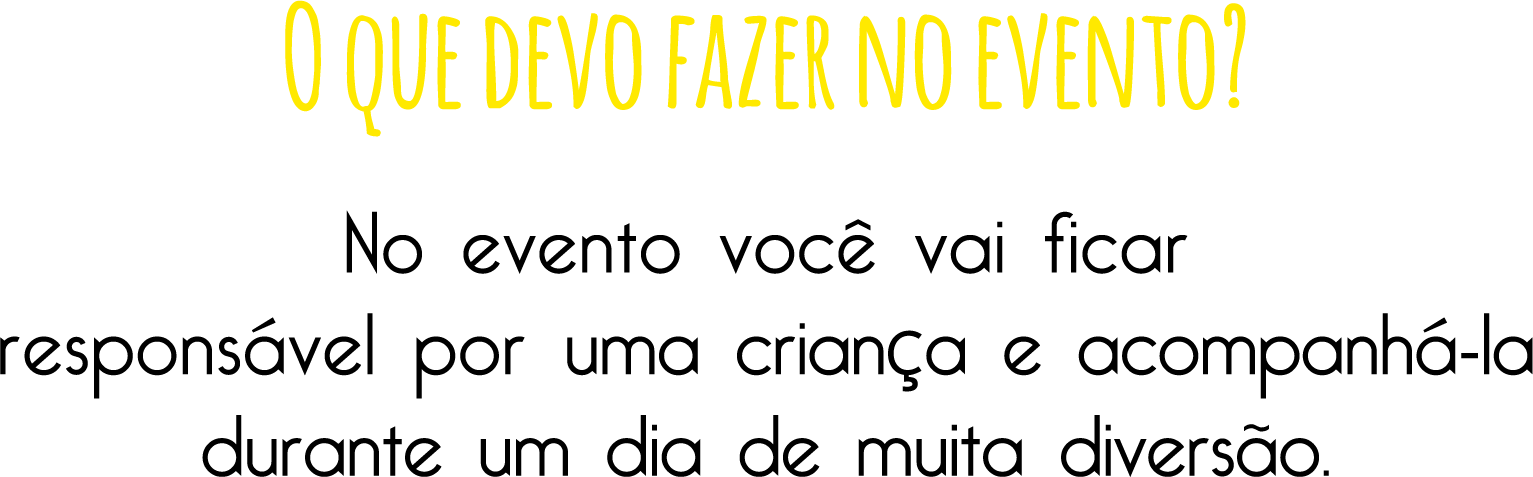 O que devo fazer no evento?
No evento você vai ficar
responsável por uma criança e acompanhá-la
durante um dia de muita diversão.